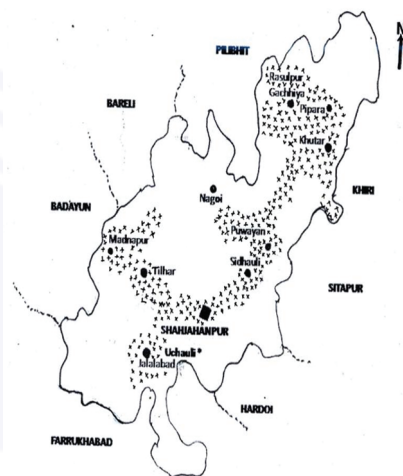 N
PILIBHIT
Rasulpur
Gachhiya
Pipara
BARELI
Khutar
KHIRI
Nagoi
BADAYUN
Puwayan
Madnapur
Sidhauli
Tilhar
SITAPUR
SHAHJAHANPUR
Uchauli*
Jalalabad
HARDOI
FARRUKHABAD